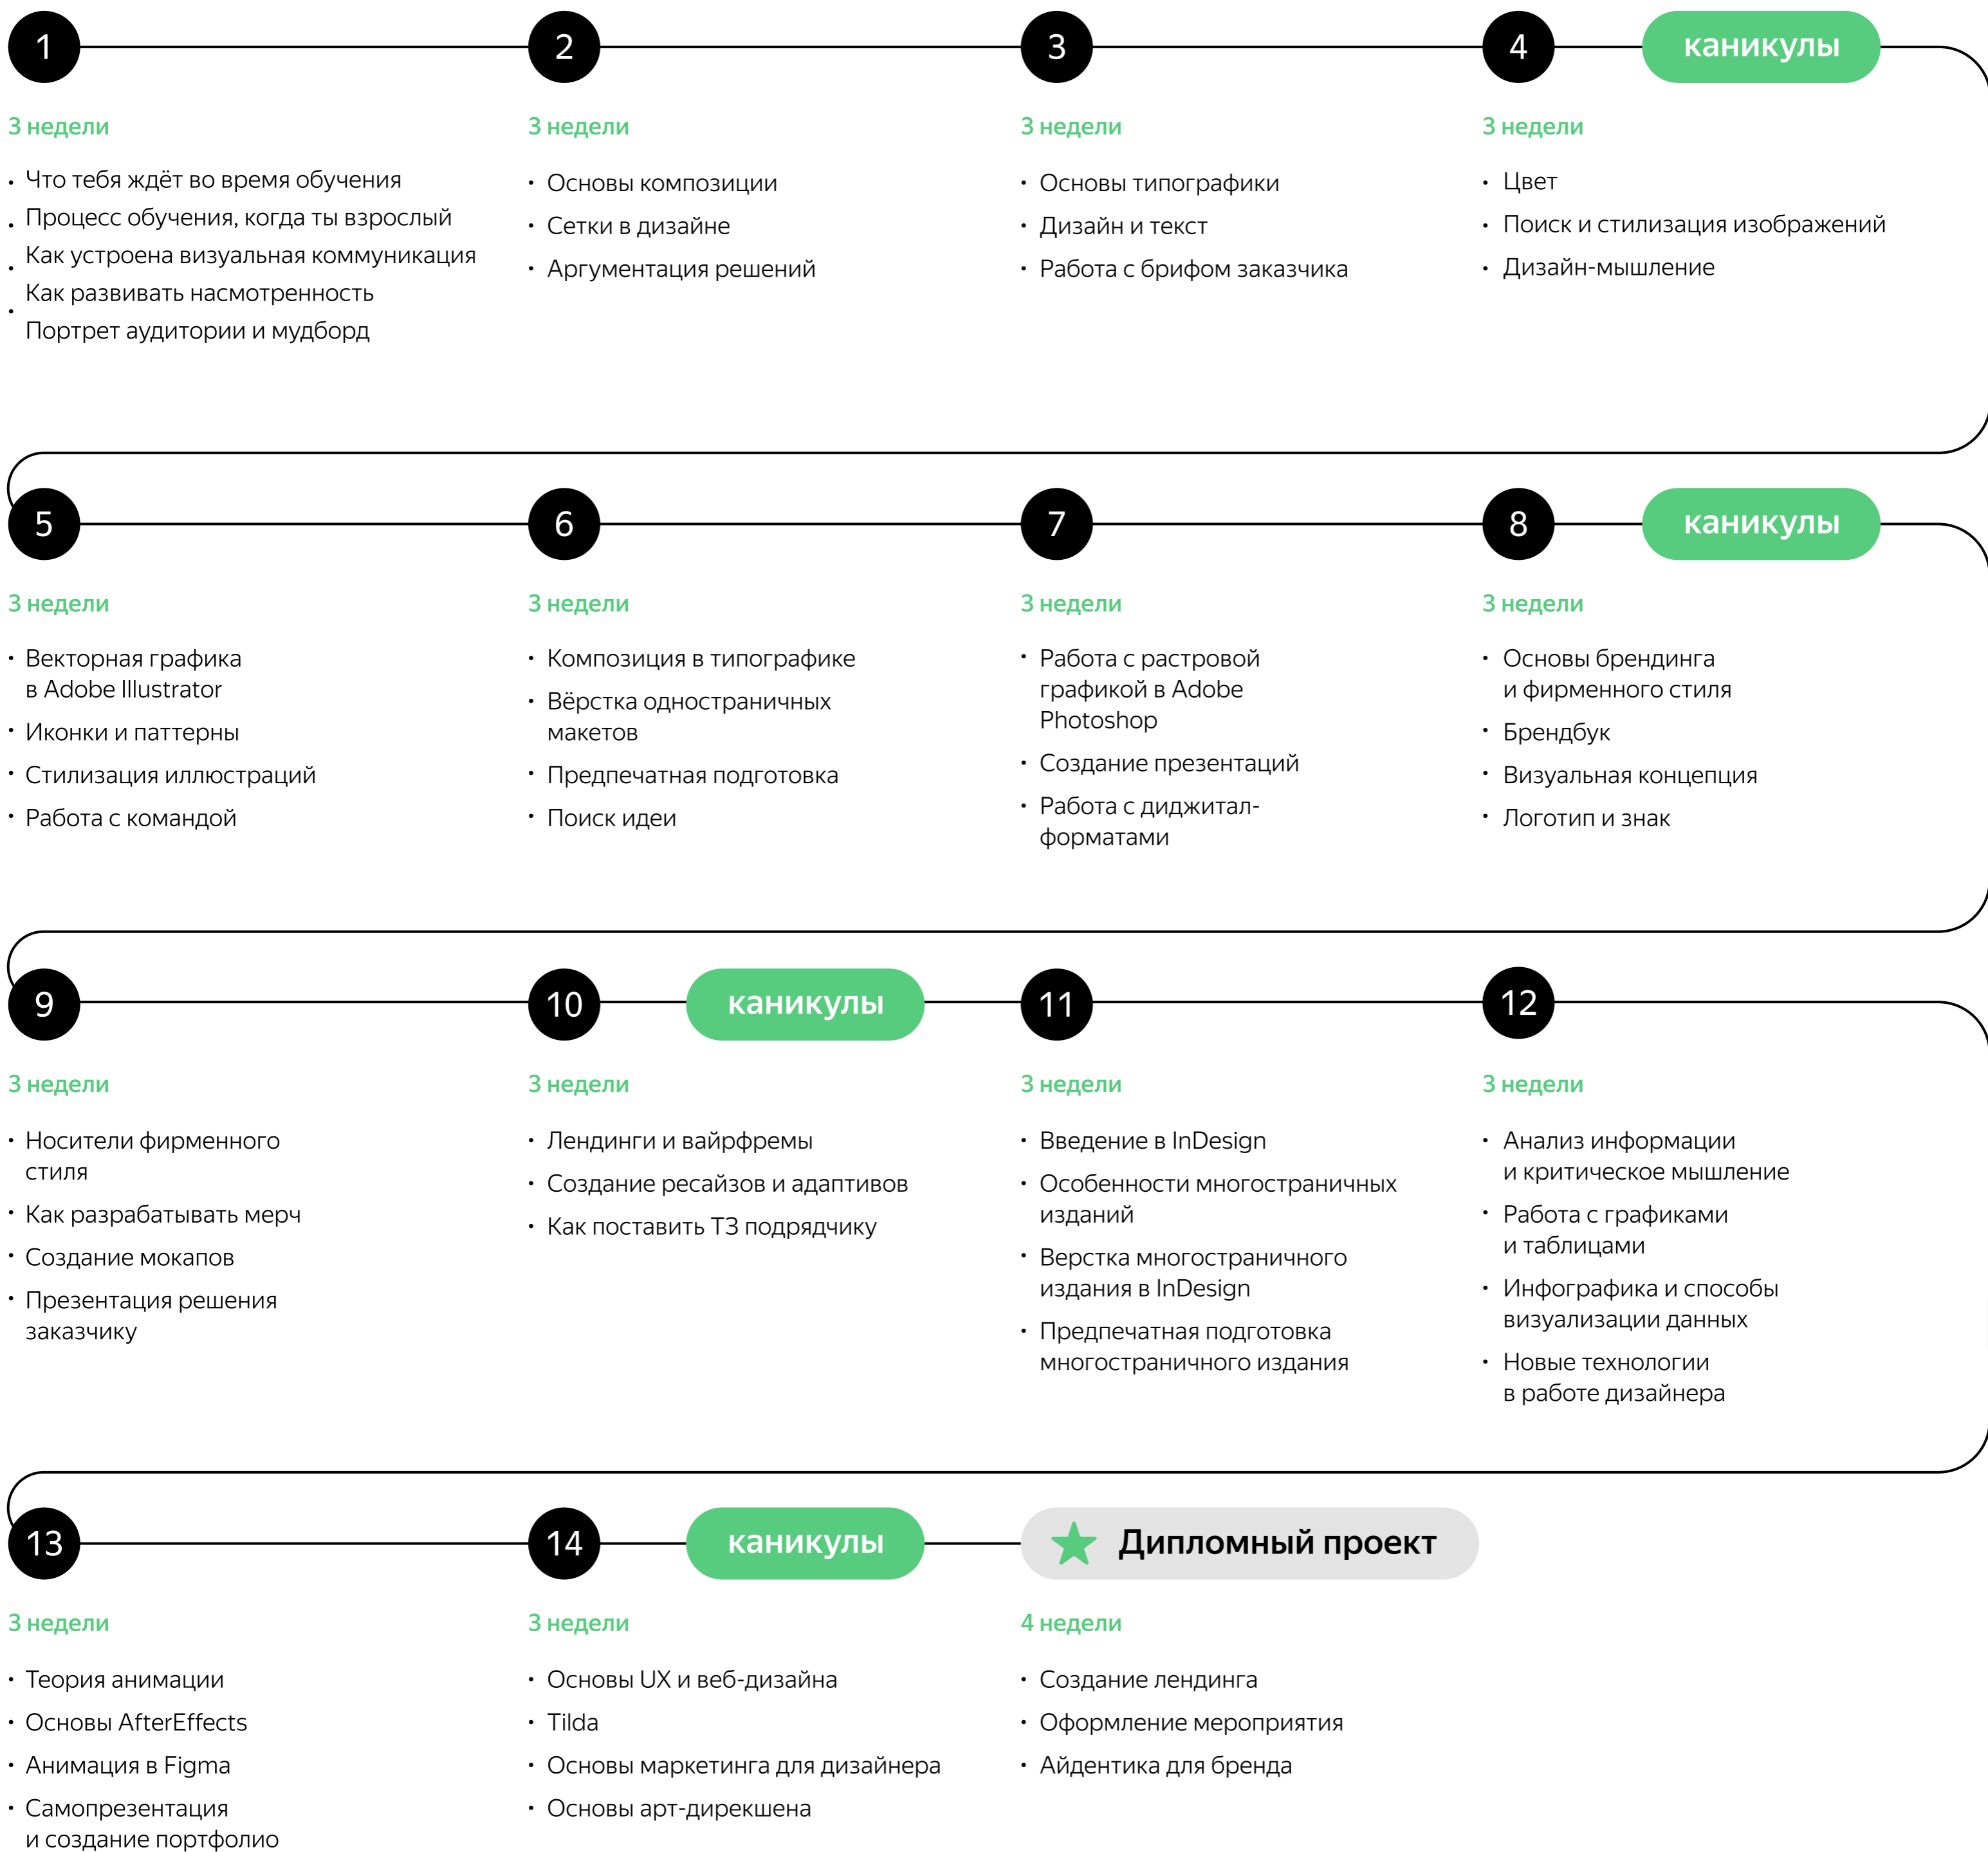 1
3 недели
• Что тебя ждёт во время обучения
• Процесс обучения, когда ты взрослый
• Как устроена визуальная коммуникация
• Как развивать насмотренность
Портрет аудитории и мудборд
2
3 недели
• Основы композиции
• Сетки в дизайне
• Аргументация решений
3
3 недели
• Основы типографики
• Дизайн и текст
• Работа с брифом заказчика
4
каникулы
3 недели
• Цвет
• Поиск и стилизация изображений
• Дизайн-мышление
5
3 недели
• Векторная графика
в Adobe Illustrator
• Иконки и паттерны
• Стилизация иллюстраций
• Работа с командой
6
3 недели
• Композиция в типографике
• Вёрстка одностраничных
макетов
• Предпечатная подготовка
• Поиск идеи
7
3 недели
• Работа с растровой
графикой в Adobe
Photoshop
• Создание презентаций
• Работа с диджитал-
форматами
8
каникулы
3 недели
• Основы брендинга
и фирменного стиля
• Брендбук
• Визуальная концепция
• Логотип и знак
9
3 недели
• Носители фирменного
стиля
• Как разрабатывать мерч
• Создание мокапов
• Презентация решения
заказчику
10
каникулы
3 недели
• Лендинги и вайрфремы
• Создание ресайзов и адаптивов
• Как поставить ТЗ подрядчику
11
3 недели
• Введение в InDesign
• Особенности многостраничных
изданий
• Верстка многостраничного
издания в InDesign
• Предпечатная подготовка
многостраничного издания
12
3 недели
• Анализ информации
и критическое мышление
• Работа с графиками
и таблицами
• Инфографика и способы
визуализации данных
• Новые технологии
в работе дизайнера
13
3 недели
• Теория анимации
• Основы AfterEffects
• Анимация в Figma
• Самопрезентация
и создание портфолио
14
каникулы
3 недели
• Основы UX и веб-дизайна
• Tilda
• Основы маркетинга для дизайнера
• Основы арт-дирекшена
Дипломный проект
4 недели
• Создание лендинга
• Оформление мероприятия
• Айдентика для бренда